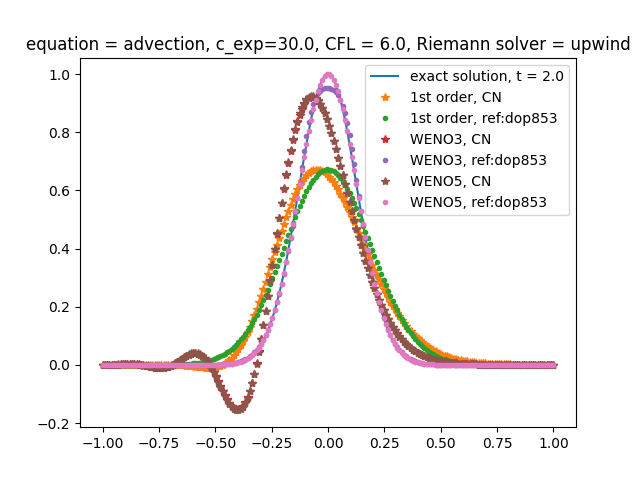 equation = advection, c_exp=30.0, CFL = 6.0, Riemann solver = upwind
exact solution, t = 2.0
1st order, CN
1st order, ref:dop853
WENO3, CN
WENO3, ref:dop853
WENO5, CN
WENO5, ref:dop853
1.0
0.8
0.6
0.4
0.2
0.0
−0.2
−1.00 −0.75 −0.50 −0.25 0.00 0.25 0.50 0.75 1.00